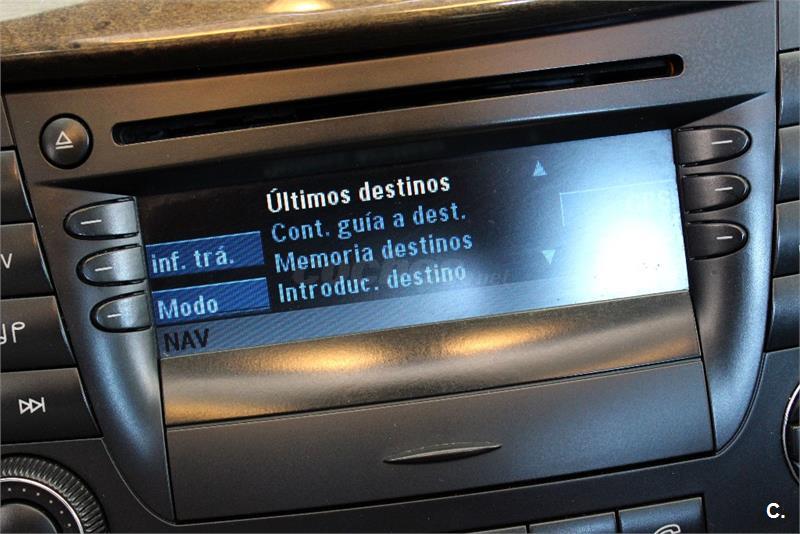 Últimos destinos
Cont. guía a dest.
inf. trá.
Memoria destinos
Modo
Introduc. destino
NAV
C.